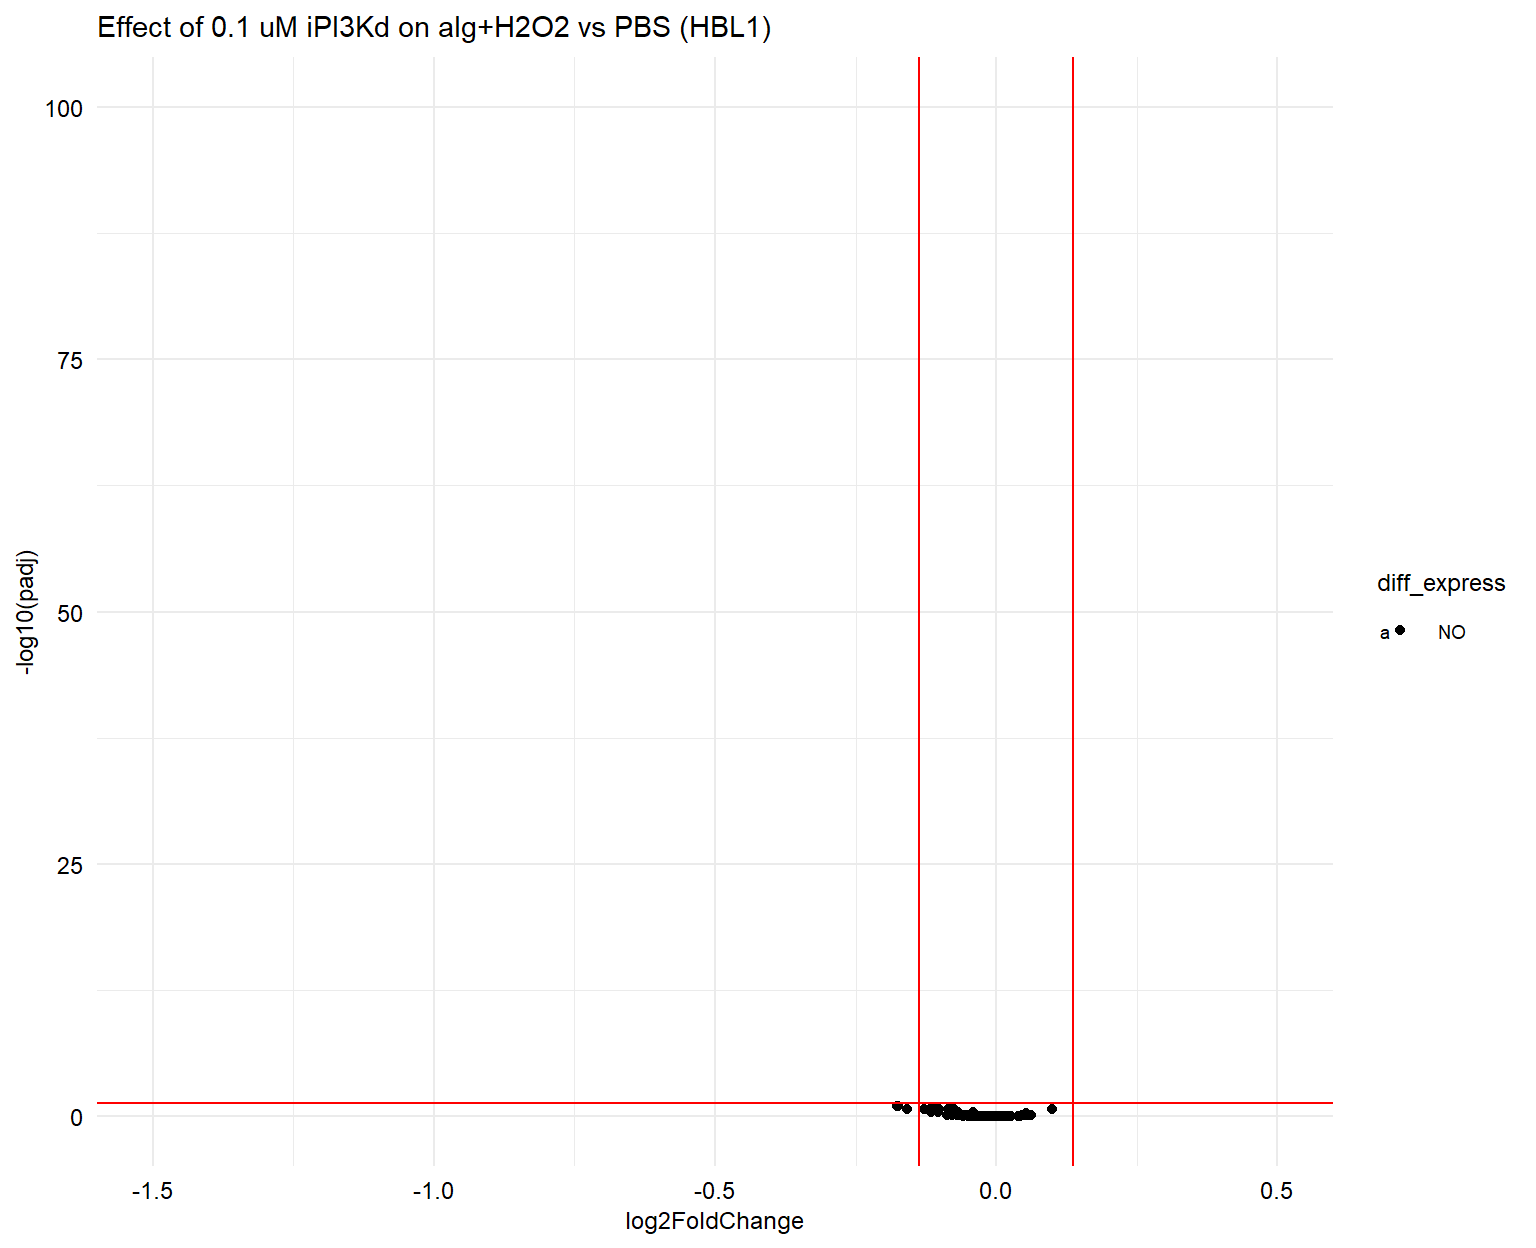 Effect of 0.1 uM iPI3Kd on aIg+H2O2 vs PBS (HBL1)
100
75
50
25
0
-log10(padj)
-1.5
-1.0
-0.5
0.0
0.5
log2FoldChange
diff_express
a NO